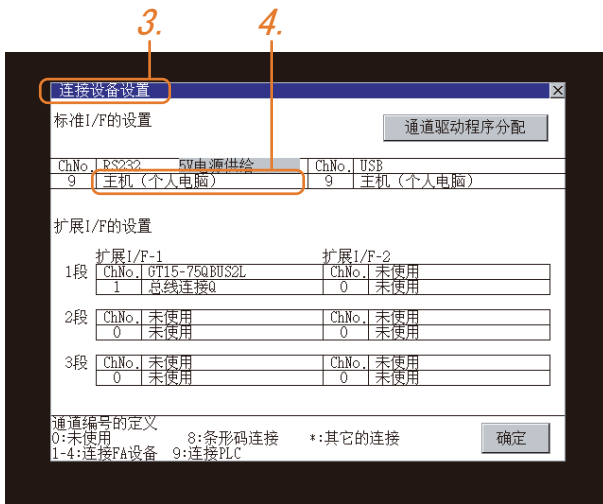 3. 4.
连接设备设置 ×
标准I/F的设置
通道驱动程序分配
ChNo. RS232 5V电源供给 ChNo. USB
9 主机（个人电脑） 9 主机（个人电脑）
扩展I/F的设置
扩展I/F-1 扩展I/F-2
1段 ChNo. GT15-75QBUS2L ChNo. 未使用
1 总线连接Q 0 未使用
2段 ChNo. 未使用 ChNo. 未使用
0 未使用 0 未使用
3段 ChNo. 未使用 ChNo. 未使用
0 未使用 0 未使用
通道编号的定义
0:未使用 8:条形码连接 *:其它的连接
1-4:连接FA设备 9:连接PLC
确定